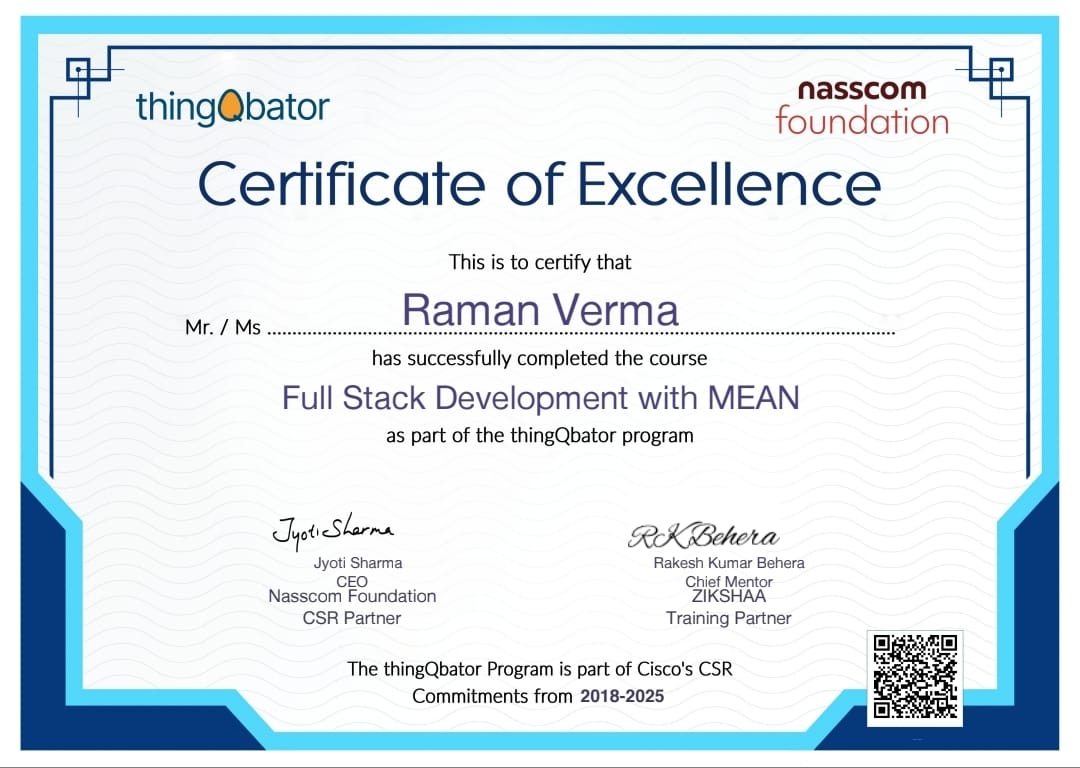 thingQbator
nasscom
foundation
Certificate of Excellence
This is to certify that
Mr. / Ms Raman Verma
has successfully completed the course
Full Stack Development with MEAN
as part of the thingQbator program
Jyoti Sharma
Jyoti Sharma
CEO
Nasscom Foundation
CSR Partner
RK Behera
Rakesh Kumar Behera
Chief Mentor
ZIKSHAA
Training Partner
The thingQbator Program is part of Cisco's CSR
Commitments from 2018-2025